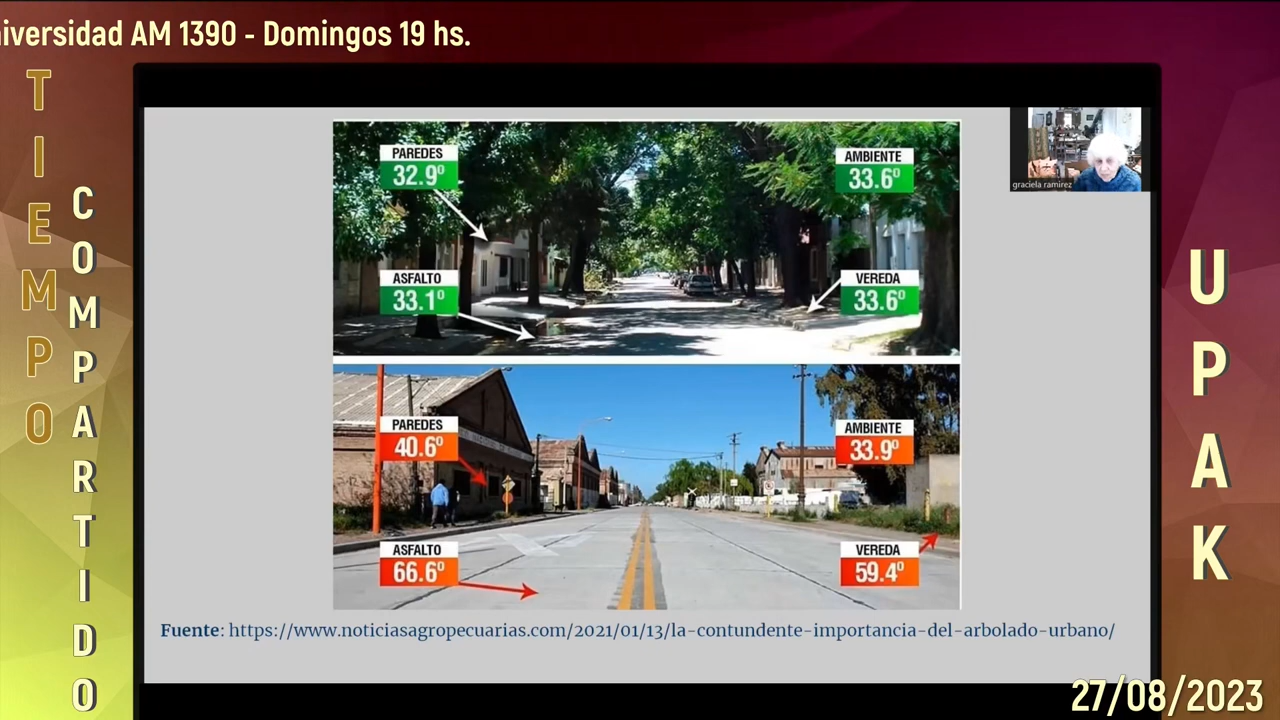 niversidad AM 1390 - Domingos 19 hs.
TIEMPO
COMPARTIDO
PAREDES
32.9º
AMBIENTE
33.6º
ASFALTO
33.1º
VEREDA
33.6º
graciela ramirez
PAREDES
40.6º
AMBIENTE
33.9º
ASFALTO
66.6º
VEREDA
59.4º
Fuente: https://www.noticiasagropecuarias.com/2021/01/13/la-contundente-importancia-del-arbolado-urbano/
UPAK
27/08/2023